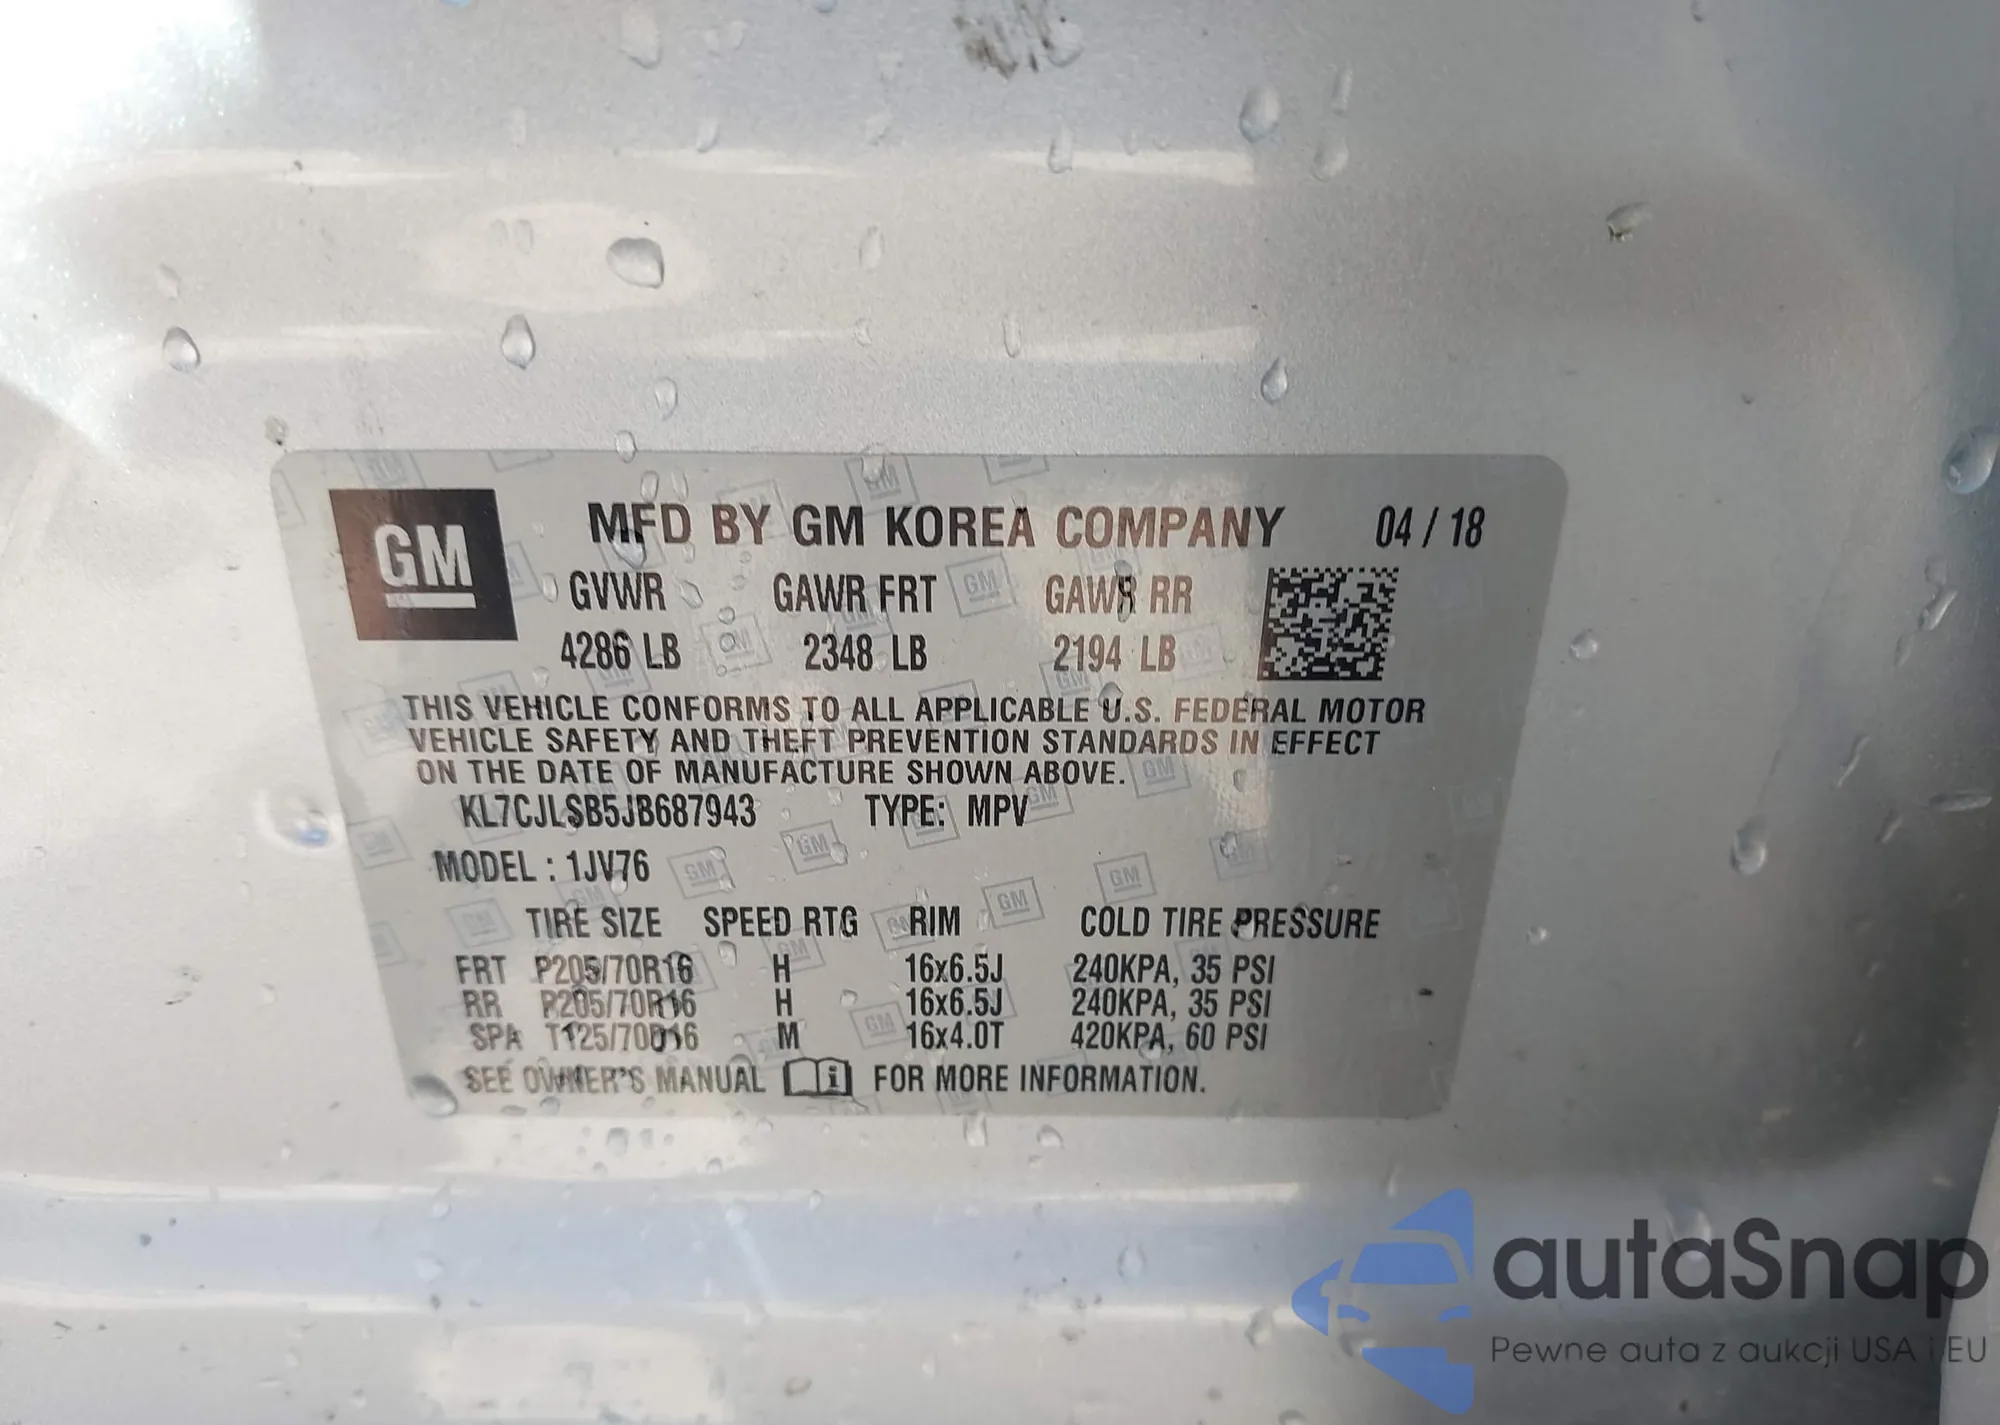 GM
MFD BY GM KOREA COMPANY 04 / 18
GVWR GAWR FRT GAWR RR
4286 LB 2348 LB 2194 LB
THIS VEHICLE CONFORMS TO ALL APPLICABLE U.S. FEDERAL MOTOR
VEHICLE SAFETY AND THEFT PREVENTION STANDARDS IN EFFECT
ON THE DATE OF MANUFACTURE SHOWN ABOVE.
KL7CJLSB5JB687943 TYPE: MPV
MODEL : 1JV76
TIRE SIZE SPEED RTG RIM COLD TIRE PRESSURE
FRT P205/70R16 H 16x6.5J 240KPA, 35 PSI
RR P205/70R16 H 16x6.5J 240KPA, 35 PSI
SPA T125/70D16 M 16x4.0T 420KPA, 60 PSI
SEE OWNER'S MANUAL i FOR MORE INFORMATION.
autaSnap
Pewne auta z aukcji USA i EU